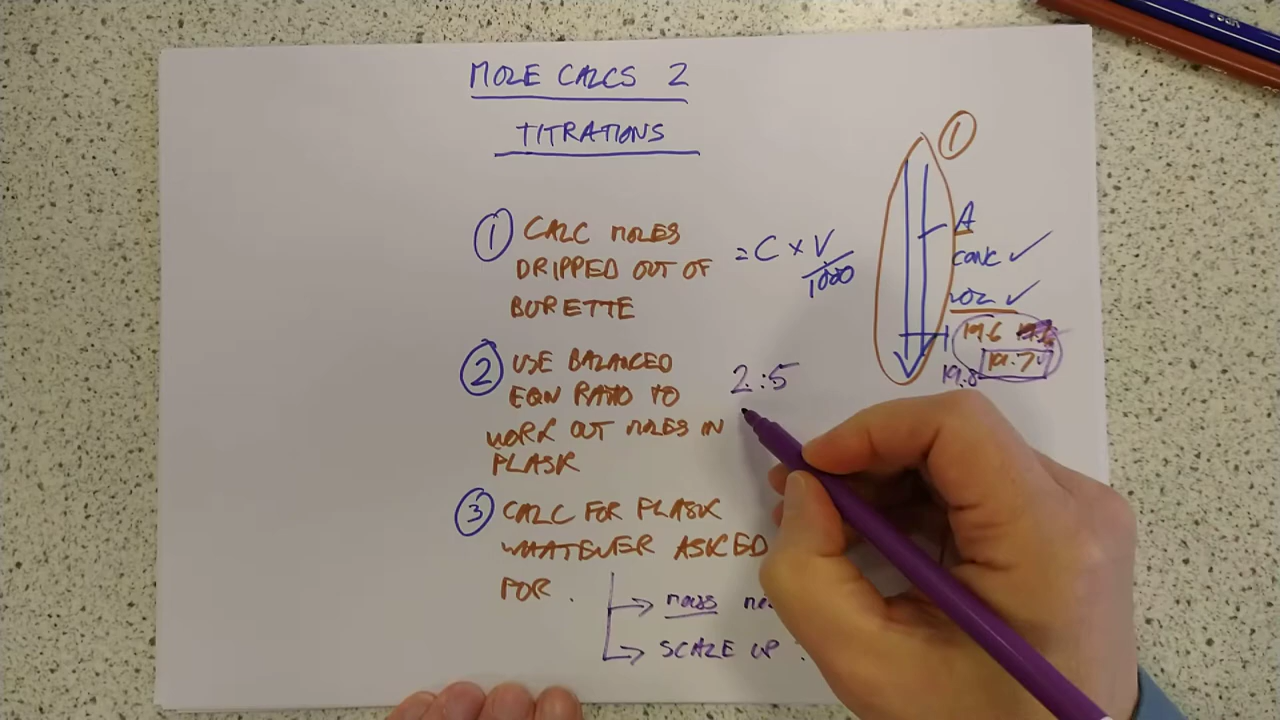 MOLE CALCS 2
TITRATIONS
① CALC MOLES
DRIPPED OUT OF
BURETTE
= C × V
1000
② USE BALANCED
EQN RATIO TO
WORK OUT MOLES IN
FLASK
2:5
③ CALC FOR FLASK
WHATEVER ASKED
FOR.
→ MASS
→ SCALE UP
①
A
CONC ✓
VOL ✓
19.6
19.7
19.8